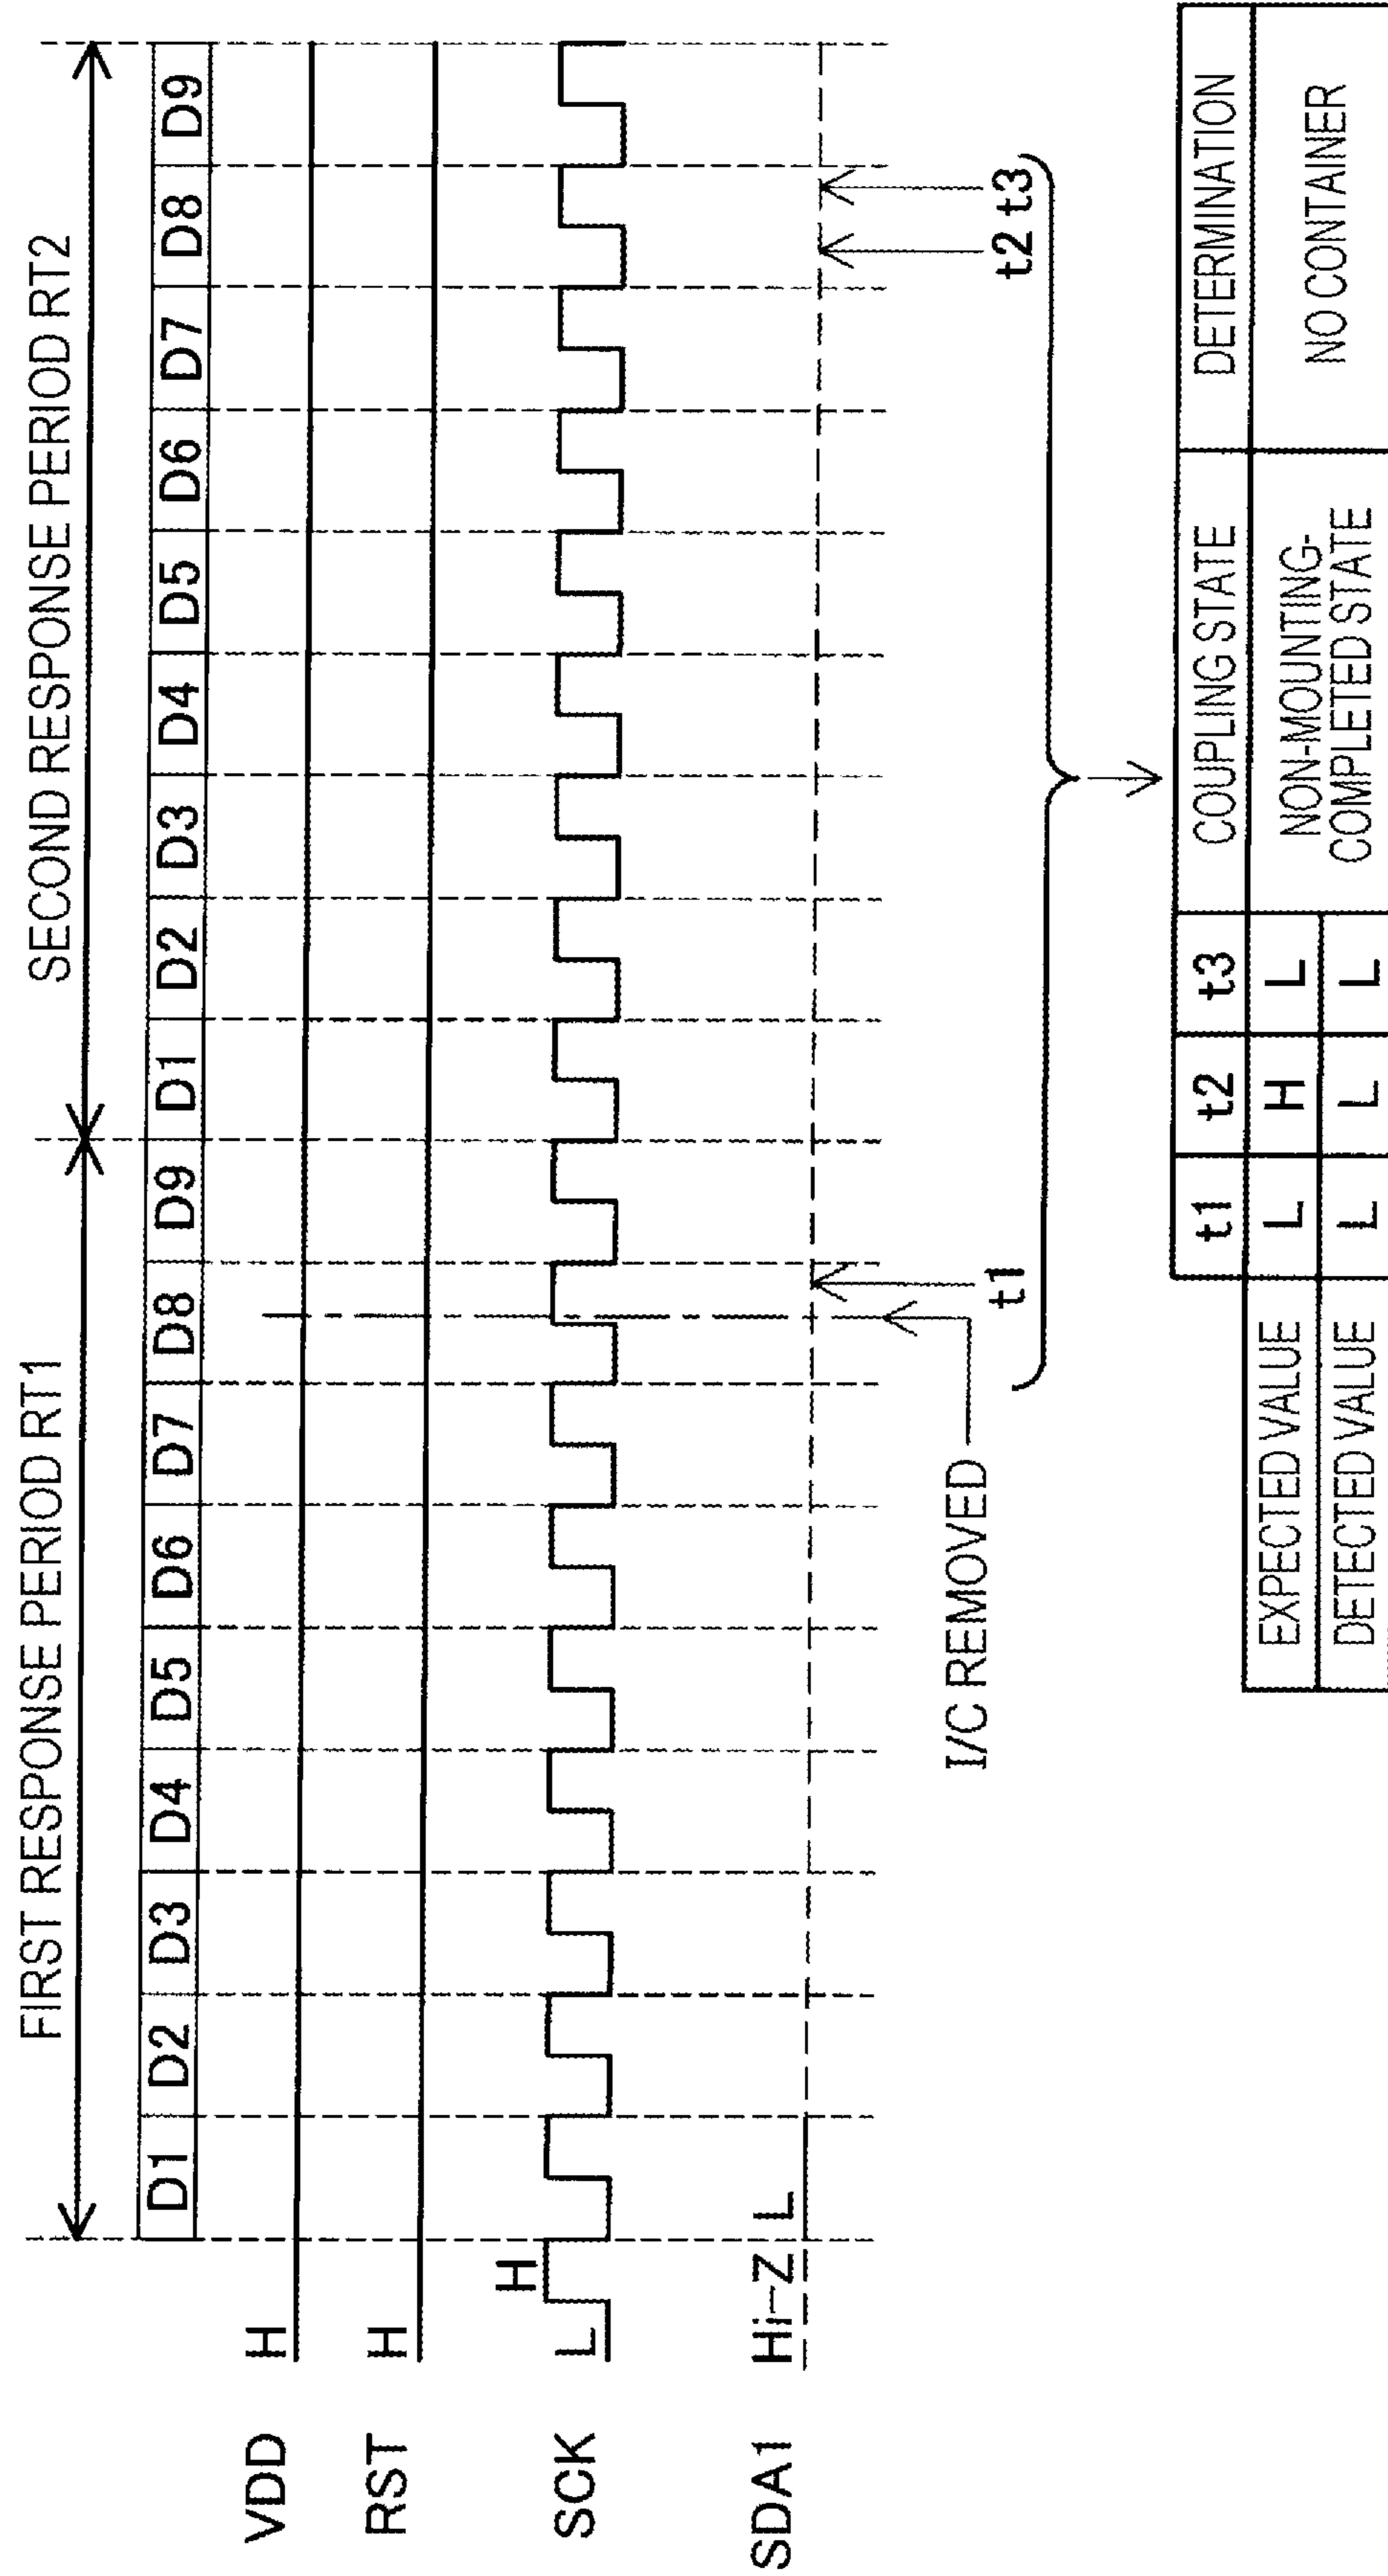 FIRST RESPONSE PERIOD RT1
SECOND RESPONSE PERIOD RT2
D1 D2 D3 D4 D5 D6 D7 D8 D9 D1 D2 D3 D4 D5 D6 D7 D8 D9
VDD H
RST H
SCK L H
SDA1 Hi-Z L
I/C REMOVED
t1
t2 t3
t1 t2 t3 COUPLING STATE DETERMINATION
EXPECTED VALUE L H L
DETECTED VALUE L L L
NON-MOUNTING-
COMPLETED STATE
NO CONTAINER